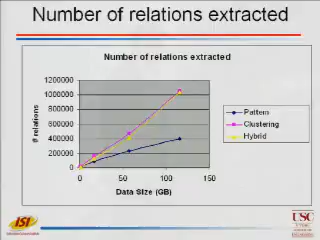 Number of relations extracted
Number of relations extracted
1200000
1000000
800000
600000
400000
200000
0
# relations
0 50 100 150
Data Size (GB)
Pattern
Clustering
Hybrid
ISI
USC